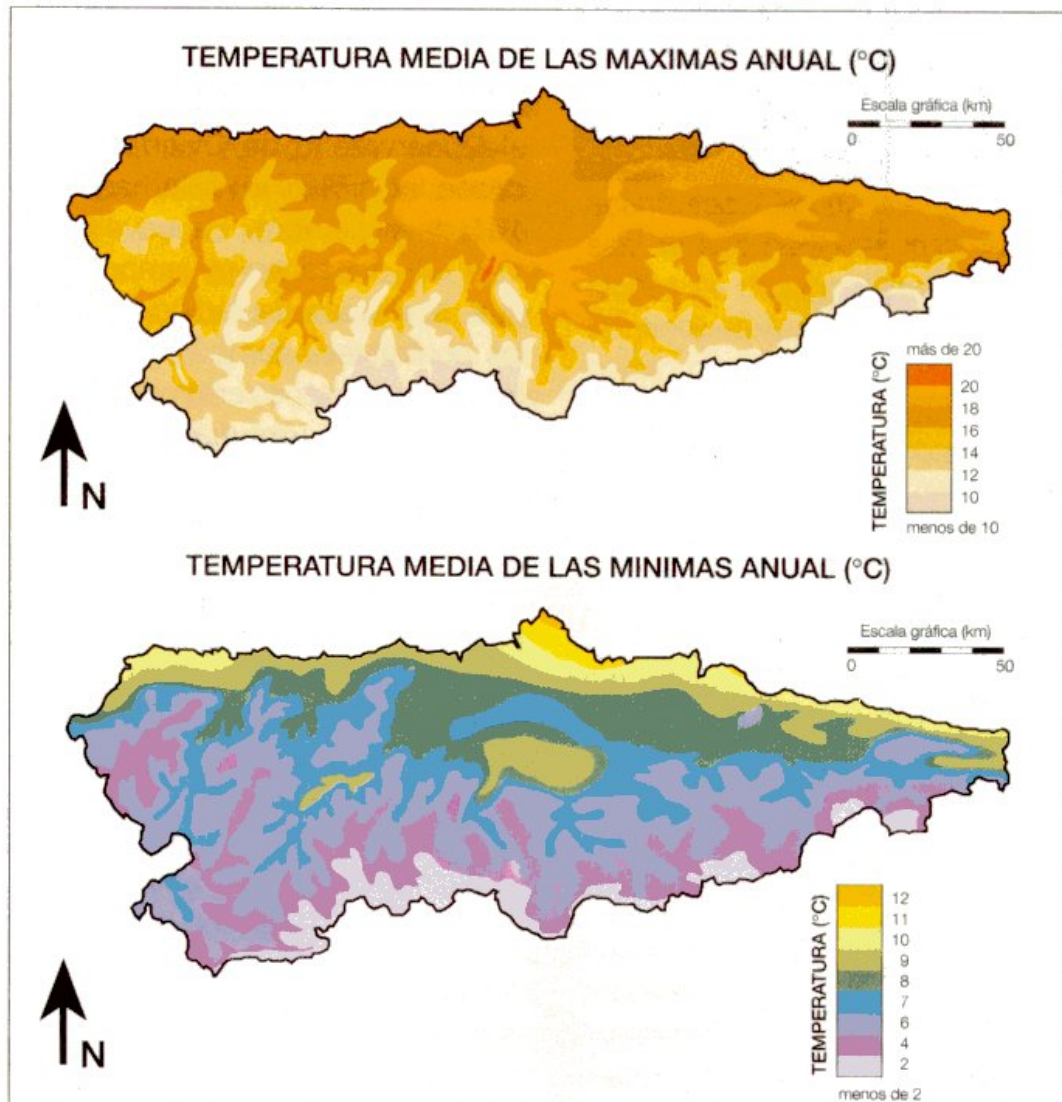 TEMPERATURA MEDIA DE LAS MAXIMAS ANUAL (°C)
Escala gráfica (km)
0 50
más de 20
TEMPERATURA (°C)
20
18
16
14
12
10
menos de 10
N
TEMPERATURA MEDIA DE LAS MINIMAS ANUAL (°C)
Escala gráfica (km)
0 50
TEMPERATURA (°C)
12
11
10
9
8
7
6
4
2
menos de 2
N